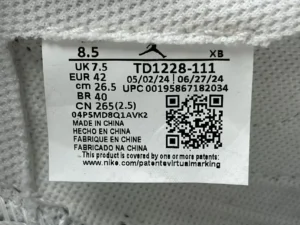 8.5 XB
UK 7.5 TD1228-111
EUR 42 05/02/24 06/27/24
cm 26.5 UPC 00195867182034
BR 40
CN 265(2.5)
04PSMD8Q1AVK2
MADE IN CHINA
HECHO EN CHINA
FABRIQUE EN CHINE
FABRICADO NA CHINA
This product is covered by one or more patents:
www.nike.com/patentsvirtualmarking